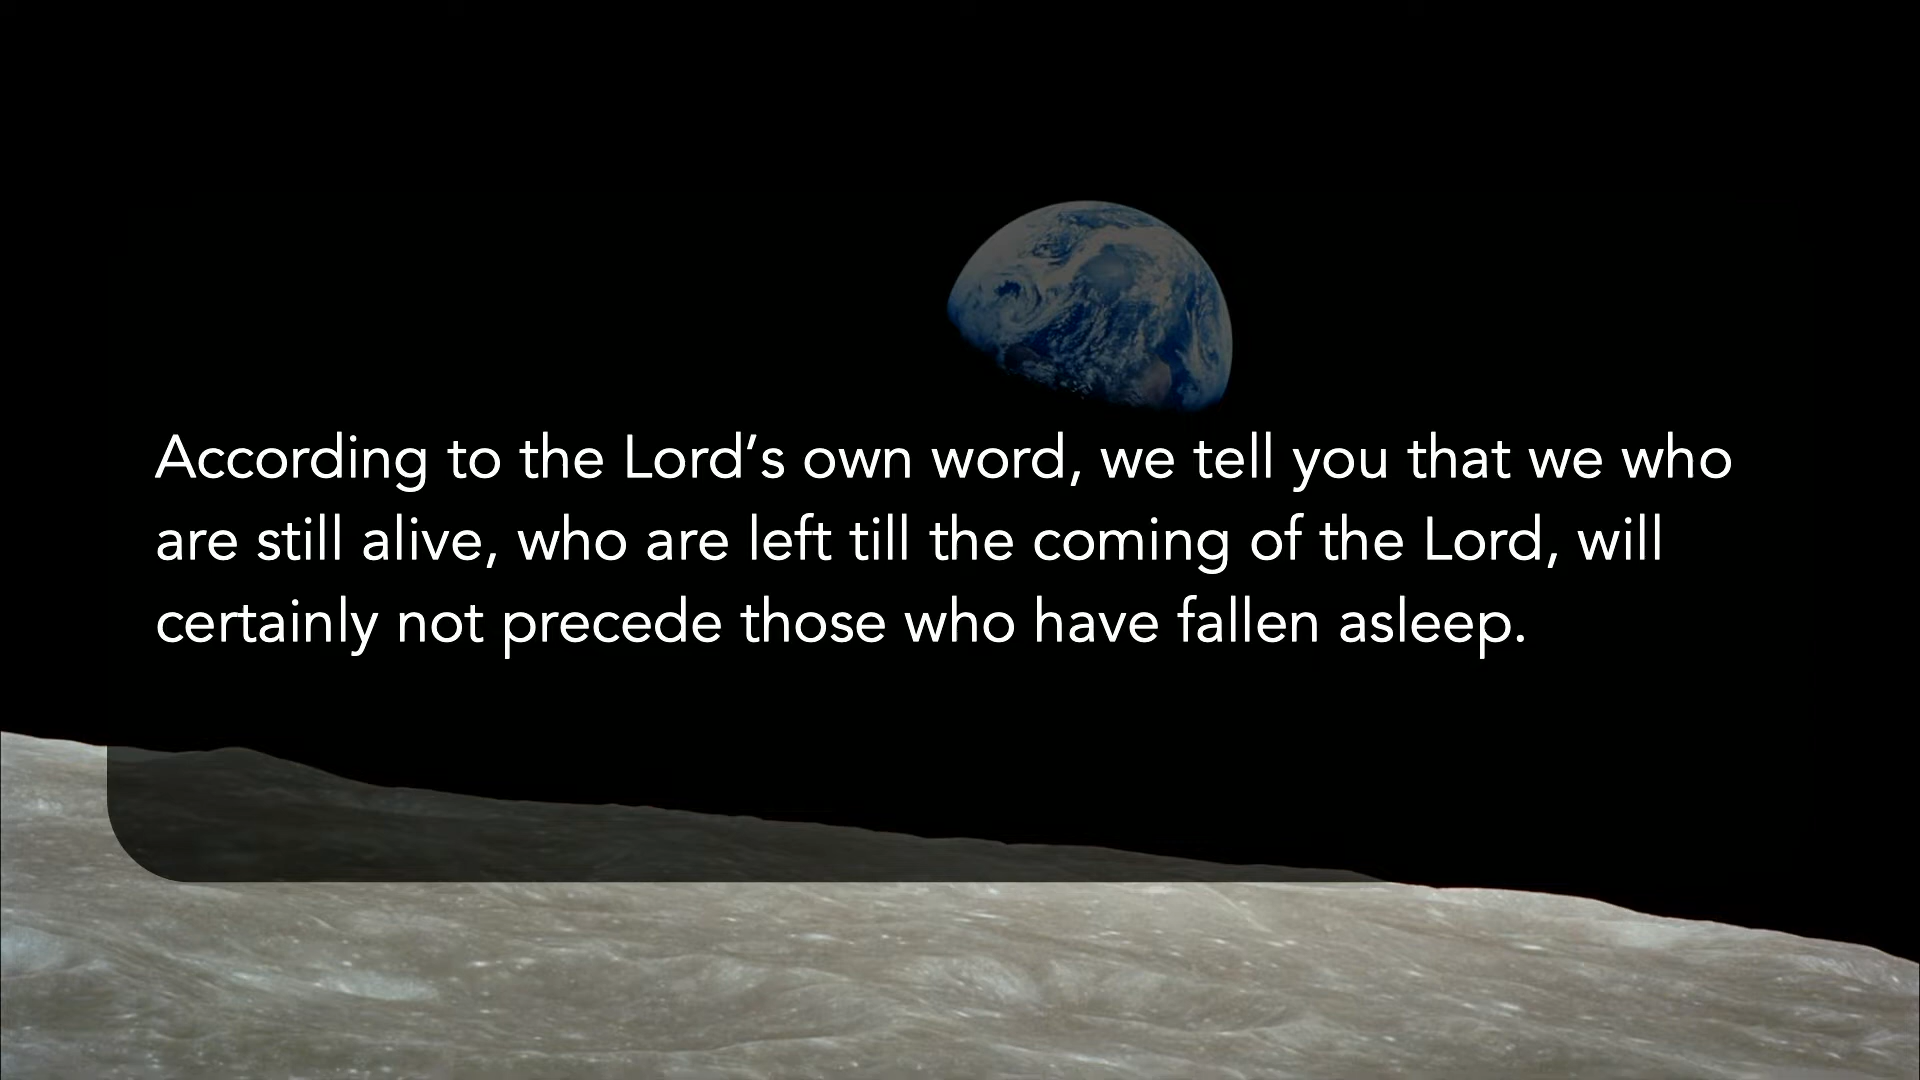 According to the Lord’s own word, we tell you that we who
are still alive, who are left till the coming of the Lord, will
certainly not precede those who have fallen asleep.